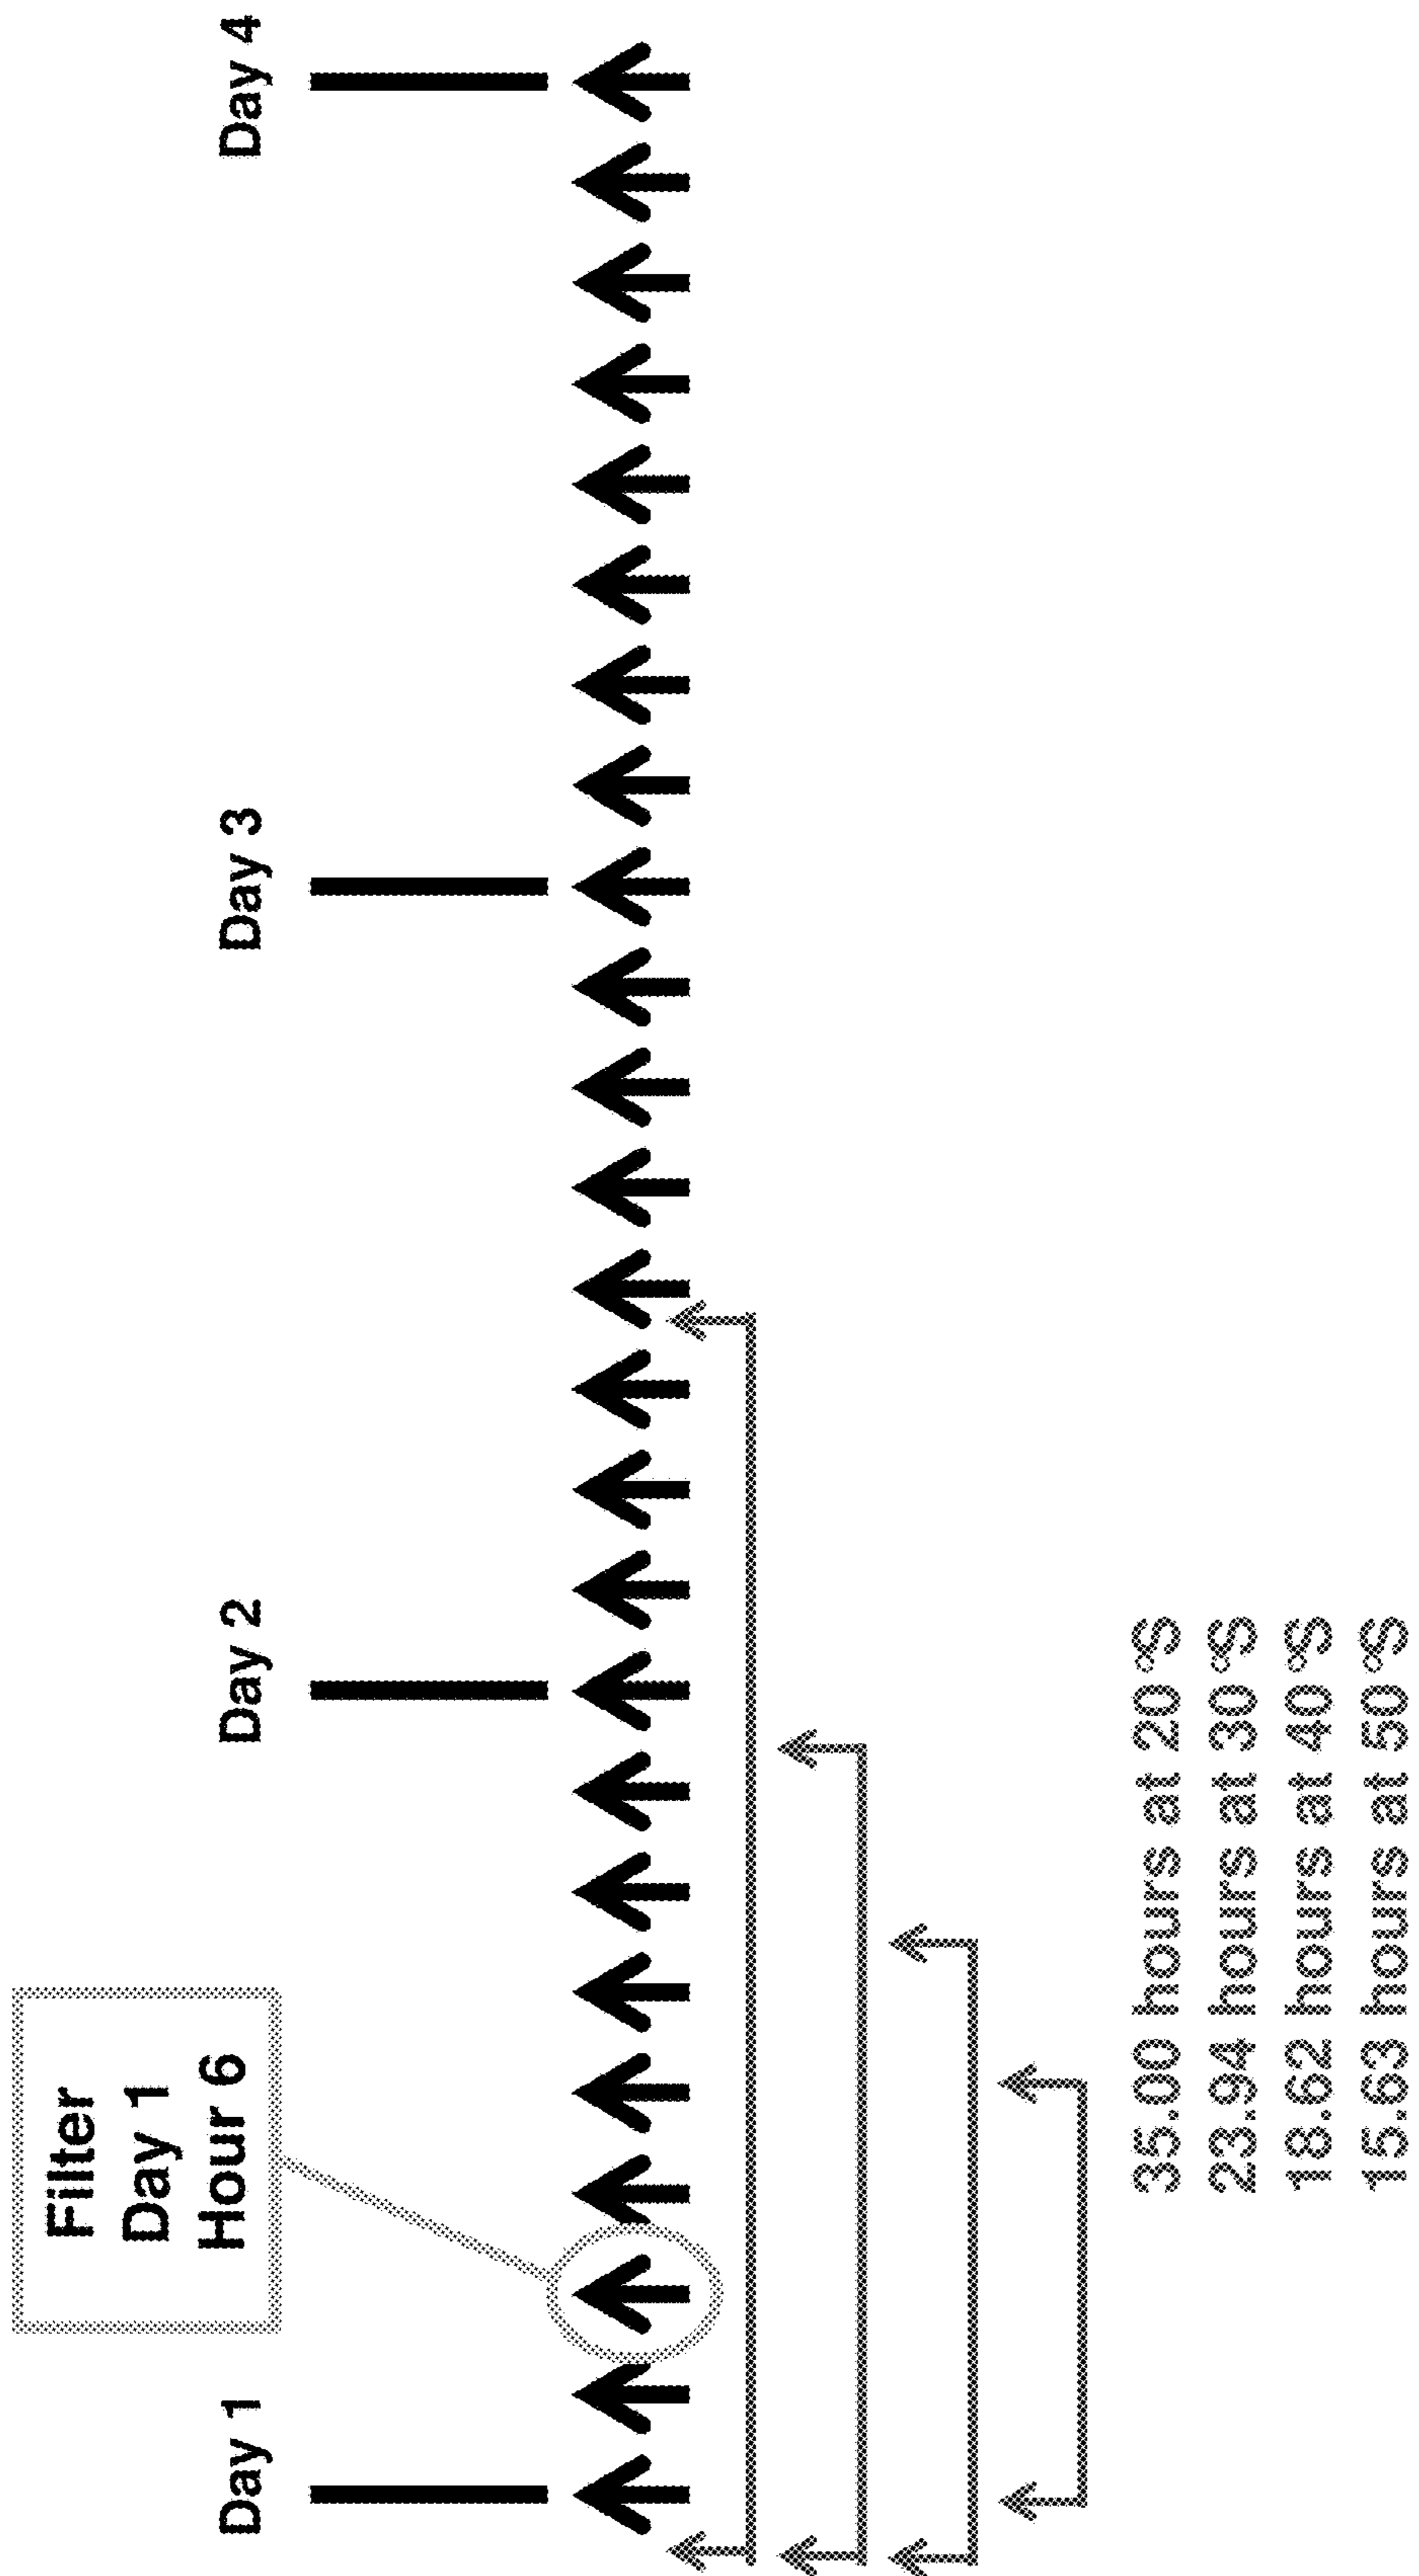 Filter
Day 1
Hour 6
Day 1
Day 2
Day 3
Day 4
35.00 hours at 20°S
23.94 hours at 30°S
18.62 hours at 40°S
15.63 hours at 50°S